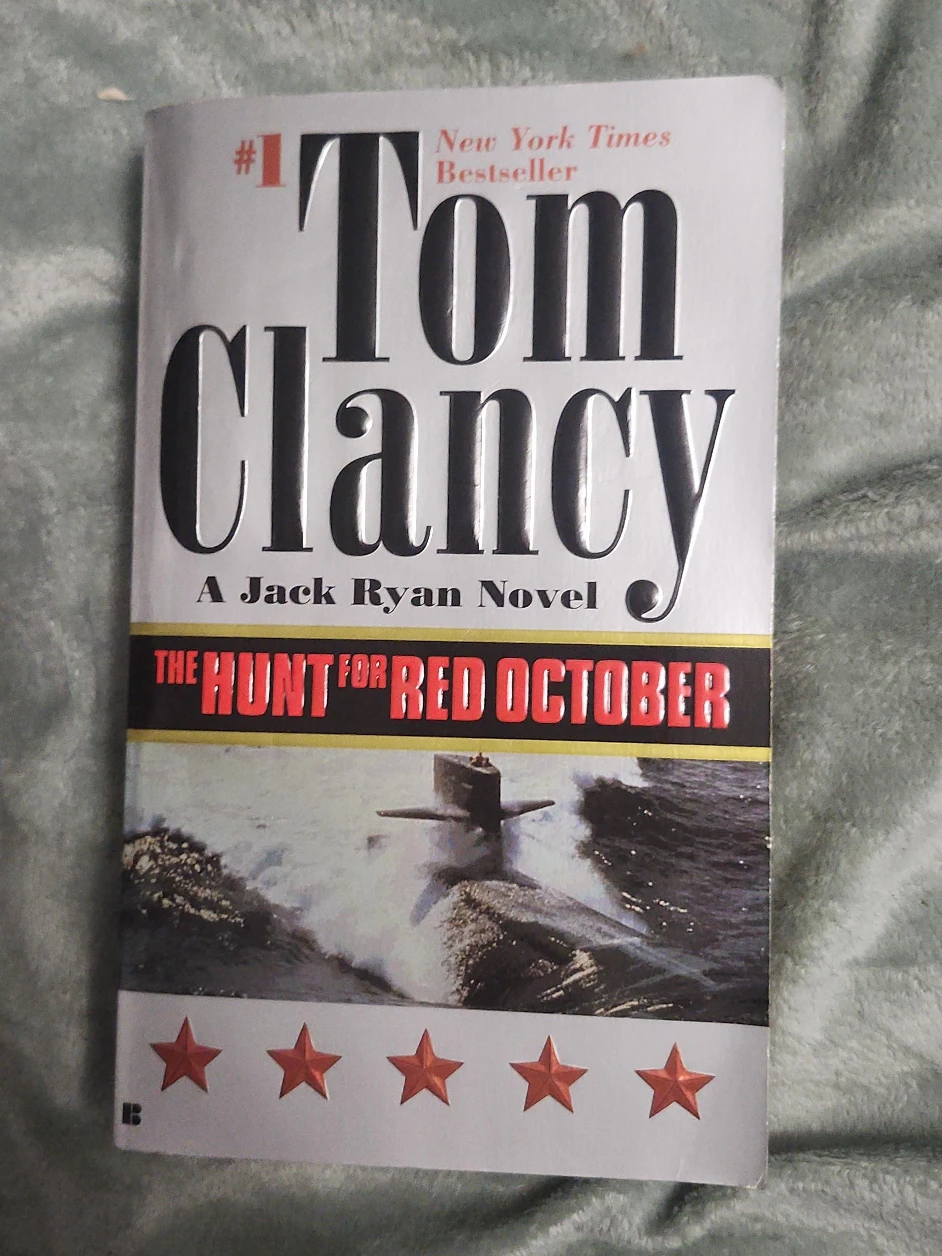 #1 New York Times
Bestseller
Tom
Clancy
A Jack Ryan Novel
THE HUNT FOR RED OCTOBER
B